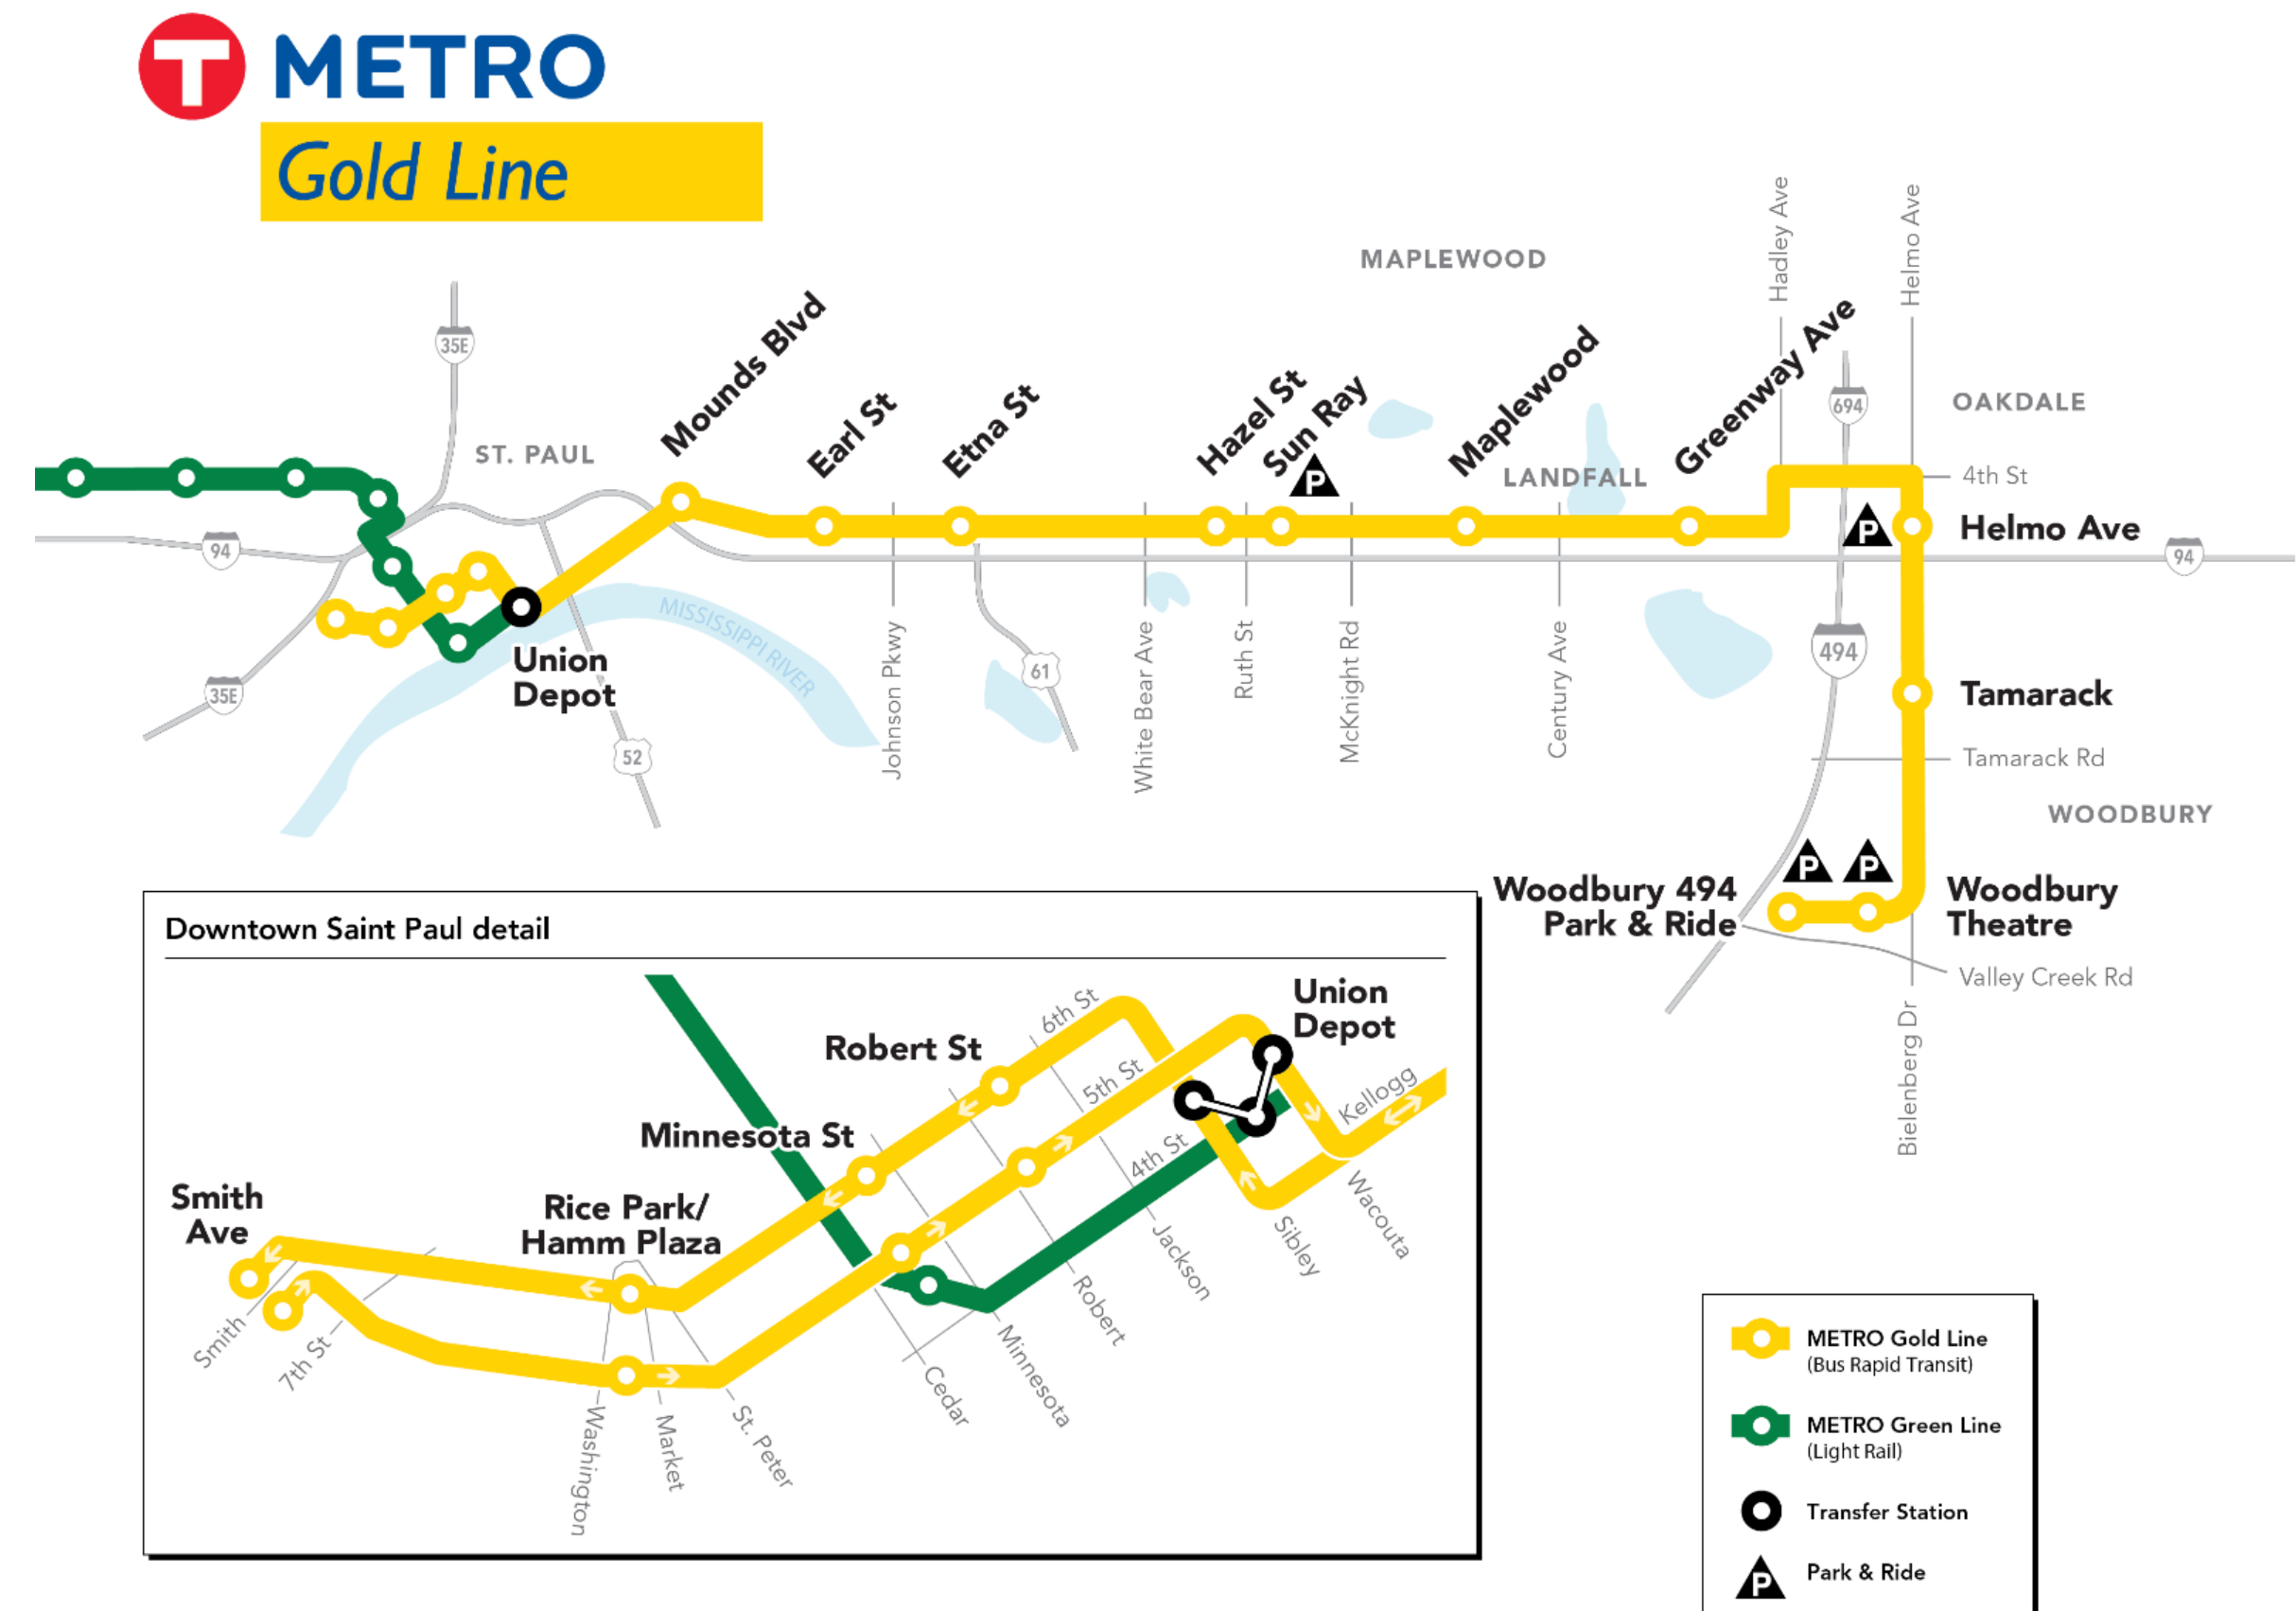 T METRO
Gold Line
MAPLEWOOD
Hadley Ave
Helmo Ave
35E
ST. PAUL
Mounds Blvd
Earl St
Etna St
Hazel St
Sun Ray
P
Maplewood
LANDFALL
Greenway Ave
694
OAKDALE
4th St
P
Helmo Ave
94
94
MISSISSIPPI RIVER
Union
Depot
35E
52
Johnson Pkwy
61
White Bear Ave
Ruth St
McKnight Rd
Century Ave
494
Tamarack
Tamarack Rd
WOODBURY
P
P
Woodbury 494
Park & Ride
Woodbury
Theatre
Valley Creek Rd
Bielenberg Dr
Downtown Saint Paul detail
Union
Depot
6th St
Robert St
5th St
Kellogg
Minnesota St
4th St
Smith
Ave
Rice Park/
Hamm Plaza
Wacouta
Sibley
Jackson
Robert
Minnesota
Cedar
Smith
7th St
Washington
Market
St. Peter
METRO Gold Line
(Bus Rapid Transit)
METRO Green Line
(Light Rail)
Transfer Station
P
Park & Ride